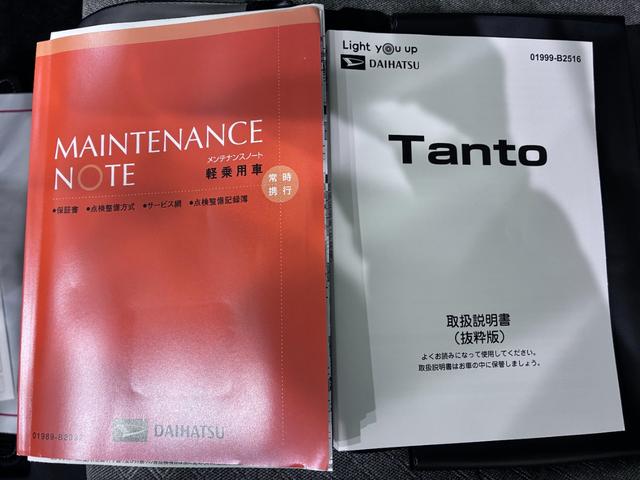 MAINTENANCE
NOTE
メンテナンスノート
軽乗用車
常時
携行
●保証書 ●点検整備方式 ●サービス網 ●点検整備記録簿
DAIHATSU
Light you up
DAIHATSU
01999-B2516
Tanto
取扱説明書
(抜粋版)
よくお読みになって使用してください。
取扱説明書はお車の中に保管しましょう。